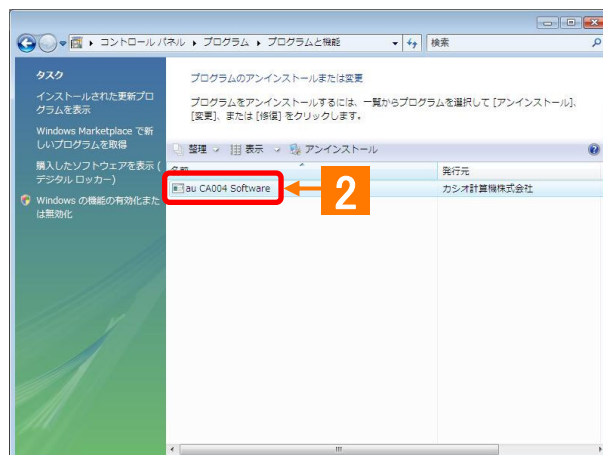 コントロール パネル ▸ プログラム ▸ プログラムと機能
検索
タスク
インストールされた更新プロ
グラムを表示
Windows Marketplace で新
しいプログラムを取得
購入したソフトウェアを表示 (
デジタル ロッカー)
Windows の機能の有効化また
は無効化
プログラムのアンインストールまたは変更
プログラムをアンインストールするには、一覧からプログラムを選択して [アンインストール]、
[変更]、または [修復] をクリックします。
整理 表示 アンインストール
名前 発行元
au CA004 Software カシオ計算機株式会社
2